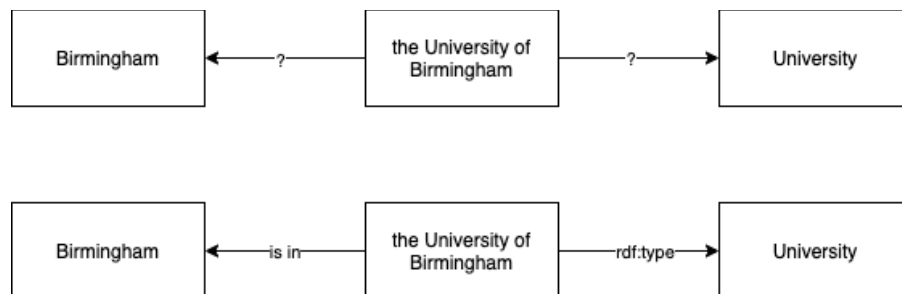 Birmingham
?
the University of
Birmingham
?
University
Birmingham
is in
the University of
Birmingham
rdf:type
University